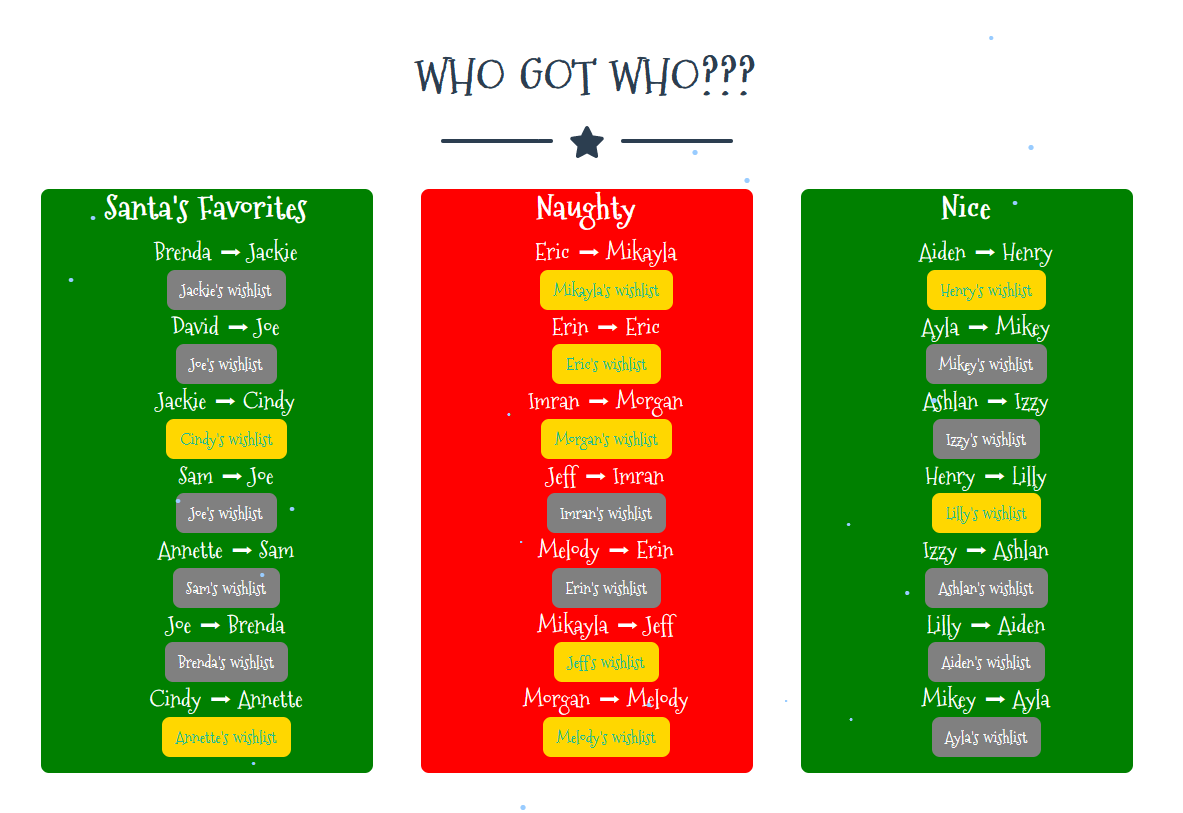 WHO GOT WHO???
Santa's Favorites
Brenda ➞ Jackie
Jackie's wishlist
David ➞ Joe
Joe's wishlist
Jackie ➞ Cindy
Cindy's wishlist
Sam ➞ Joe
Joe's wishlist
Annette ➞ Sam
Sam's wishlist
Joe ➞ Brenda
Brenda's wishlist
Cindy ➞ Annette
Annette's wishlist
Naughty
Eric ➞ Mikayla
Mikayla's wishlist
Erin ➞ Eric
Eric's wishlist
Imran ➞ Morgan
Morgan's wishlist
Jeff ➞ Imran
Imran's wishlist
Melody ➞ Erin
Erin's wishlist
Mikayla ➞ Jeff
Jeff's wishlist
Morgan ➞ Melody
Melody's wishlist
Nice
Aiden ➞ Henry
Henry's wishlist
Ayla ➞ Mikey
Mikey's wishlist
Ashlan ➞ Izzy
Izzy's wishlist
Henry ➞ Lilly
Lilly's wishlist
Izzy ➞ Ashlan
Ashlan's wishlist
Lilly ➞ Aiden
Aiden's wishlist
Mikey ➞ Ayla
Ayla's wishlist